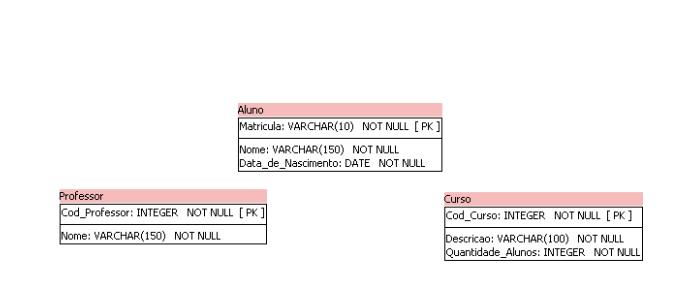 Aluno
Matricula: VARCHAR(10) NOT NULL [ PK ]
Nome: VARCHAR(150) NOT NULL
Data_de_Nascimento: DATE NOT NULL
Professor
Cod_Professor: INTEGER NOT NULL [ PK ]
Nome: VARCHAR(150) NOT NULL
Curso
Cod_Curso: INTEGER NOT NULL [ PK ]
Descricao: VARCHAR(100) NOT NULL
Quantidade_Alunos: INTEGER NOT NULL